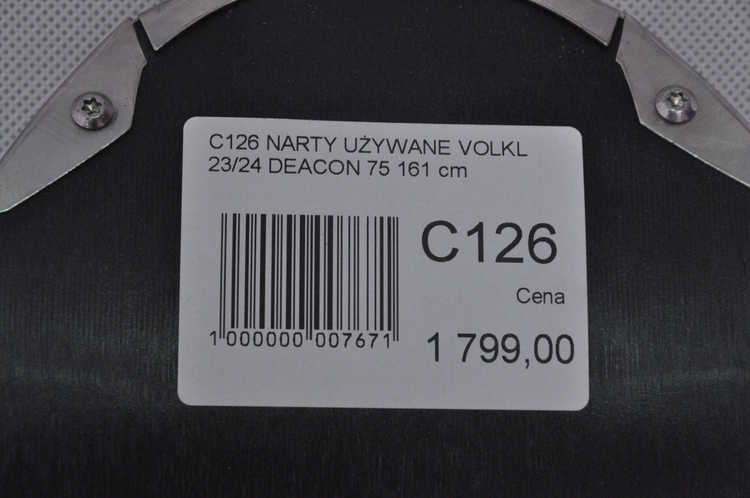 C126 NARTY UŻYWANE VOLKL
23/24 DEACON 75 161 cm
C126
Cena
1 799,00
1 000000 007671